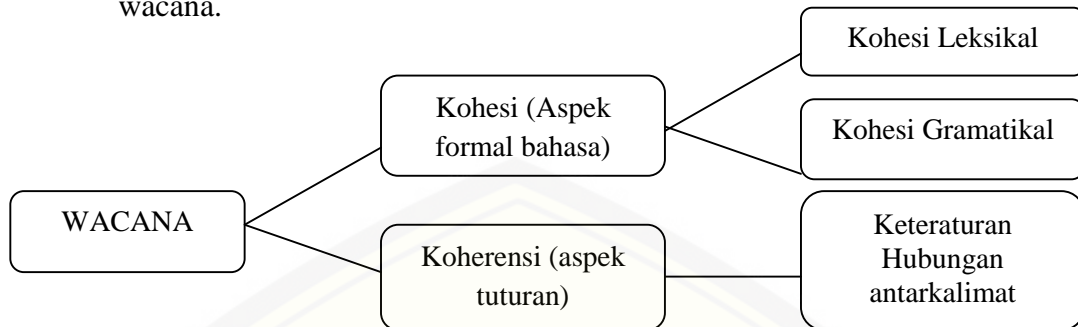 wacana.
WACANA
Kohesi (Aspek
formal bahasa)
Kohesi Leksikal
Kohesi Gramatikal
Koherensi (aspek
tuturan)
Keteraturan
Hubungan
antarkalimat